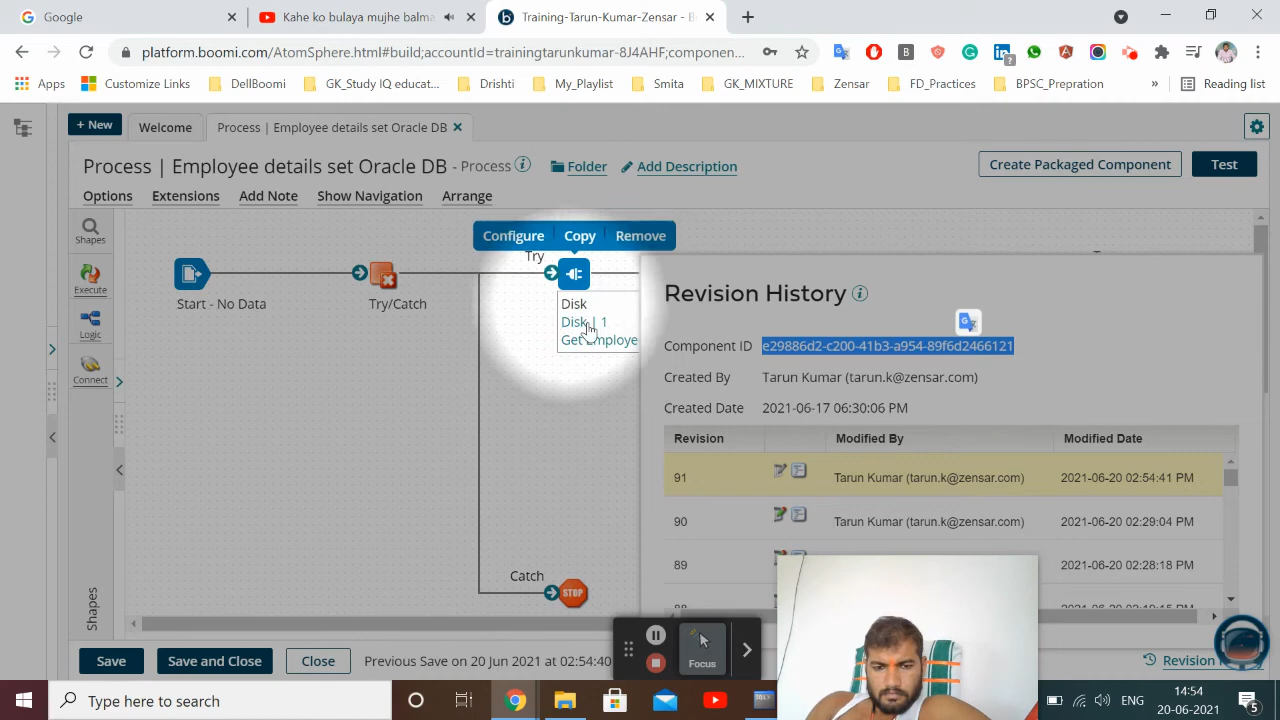 Google
Kahe ko bulaya mujhe balma
Training-Tarun-Kumar-Zensar - B
platform.boomi.com/AtomSphere.html#build;accountId=trainingtarunkumar-8J4AHF;componen...
Apps
Customize Links
DellBoomi
GK_Study IQ educat...
Drishti
My_Playlist
Smita
GK_MIXTURE
Zensar
FD_Practices
BPSC_Prepration
»
Reading list
+ New
Welcome
Process | Employee details set Oracle DB
Process | Employee details set Oracle DB - Process
Folder
Add Description
Create Packaged Component
Test
Options
Extensions
Add Note
Show Navigation
Arrange
Shapes
Execute
Logic
Connect
Shapes
Configure
Copy
Remove
Start - No Data
Try/Catch
Try
Disk
Disk | 1
Get Employe
Catch
STOP
Revision History
Component ID e29886d2-c200-41b3-a954-89f6d2466121
Created By Tarun Kumar (tarun.k@zensar.com)
Created Date 2021-06-17 06:30:06 PM
Revision Modified By Modified Date
91 Tarun Kumar (tarun.k@zensar.com) 2021-06-20 02:54:41 PM
90 Tarun Kumar (tarun.k@zensar.com) 2021-06-20 02:29:04 PM
89 2021-06-20 02:28:18 PM
Save
Save and Close
Close
Previous Save on 20 Jun 2021 at 02:54:40
Revision
Focus
Type here to search
ENG
14:54
20-06-2021
5